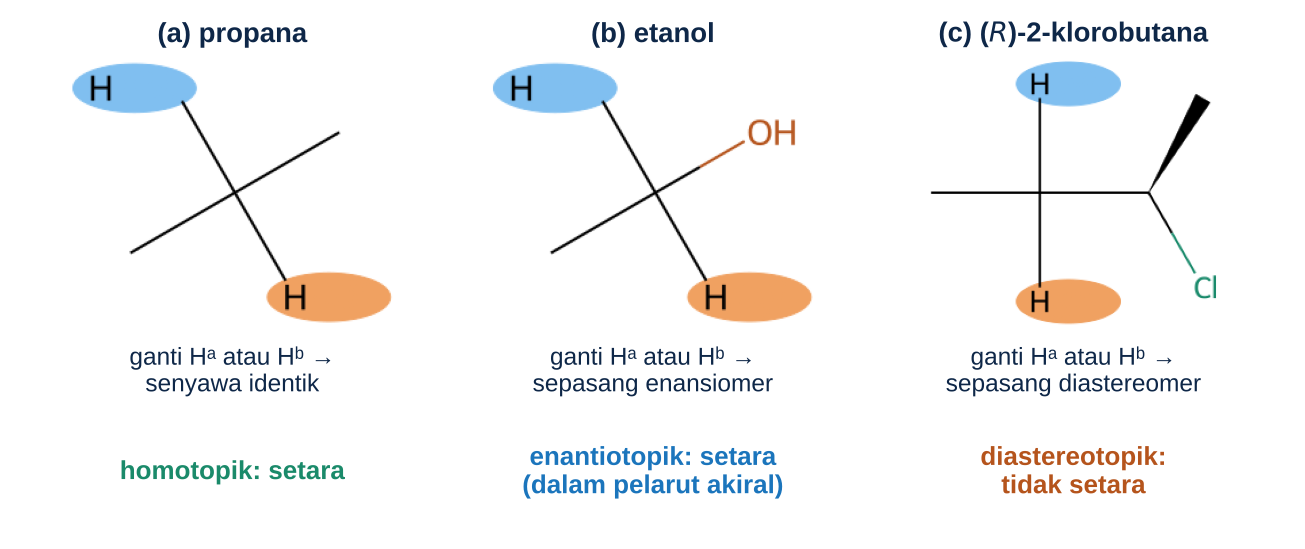 (a) propana
H
H
ganti Hᵃ atau Hᵇ →
senyawa identik
homotopik: setara
(b) etanol
H
OH
H
ganti Hᵃ atau Hᵇ →
sepasang enansiomer
enantiotopik: setara
(dalam pelarut akiral)
(c) (R)-2-klorobutana
H
Cl
H
ganti Hᵃ atau Hᵇ →
sepasang diastereomer
diastereotopik:
tidak setara